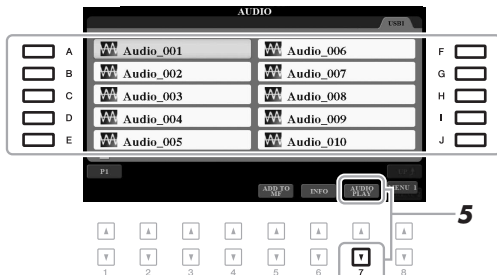 AUDIO
USB1
A Audio_001 Audio_006 F
B Audio_002 Audio_007 G
C Audio_003 Audio_008 H
D Audio_004 Audio_009 I
E Audio_005 Audio_010 J
P1
ADD TO MF INFO AUDIO PLAY MENU 1
5
1 2 3 4 5 6 7 8